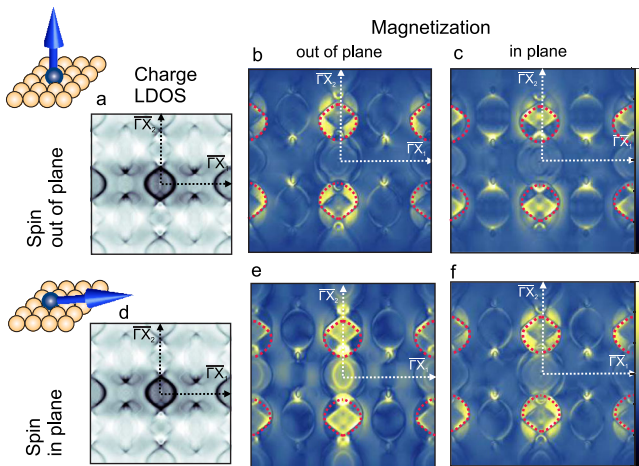 Magnetization
out of plane
in plane
Charge
LDOS
a
b
c
Spin
out of plane
ΓX₂
ΓX
ΓX₂
ΓX₁
ΓX₂
ΓX₁
d
e
f
Spin
in plane
ΓX₂
ΓX₁
ΓX₂
ΓX₁
ΓX₂
ΓX₁